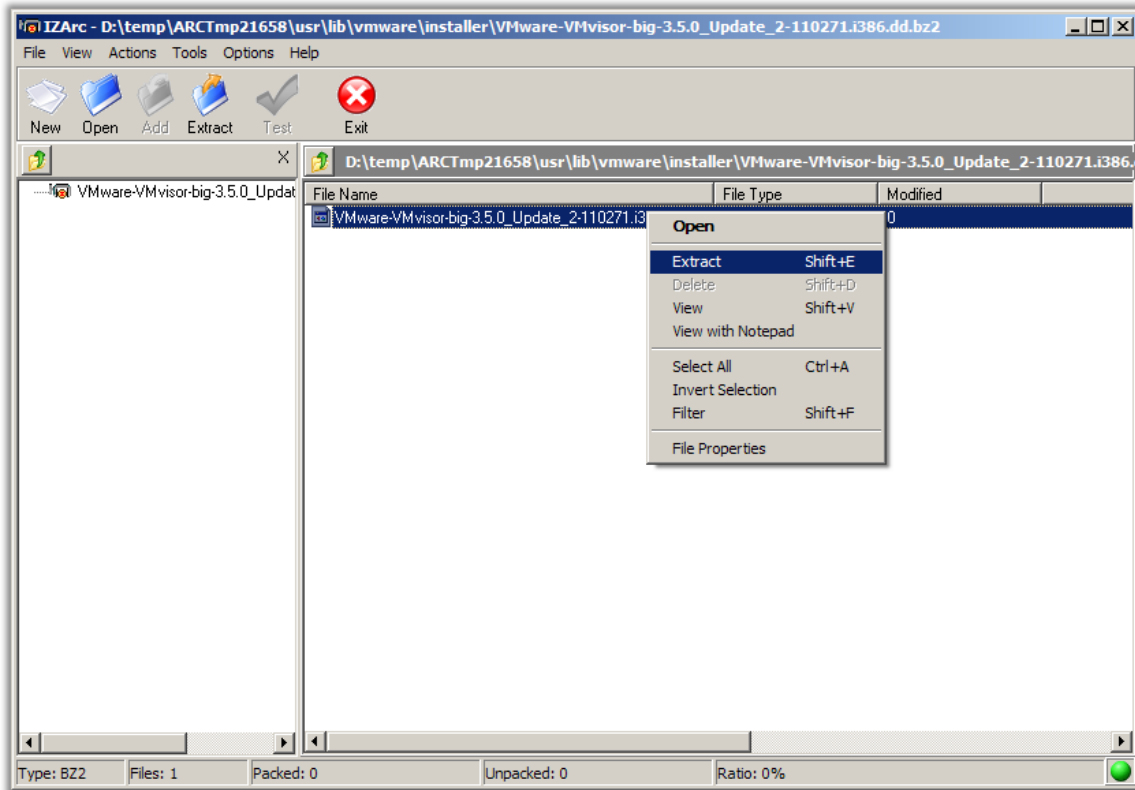 IZArc - D:\temp\ARCTmp21658\usr\lib\vmware\installer\VMware-VMvisor-big-3.5.0_Update_2-110271.i386.dd.bz2
File View Actions Tools Options Help
New Open Add Extract Test Exit
X D:\temp\ARCTmp21658\usr\lib\vmware\installer\VMware-VMvisor-big-3.5.0_Update_2-110271.i386.
VMware-VMvisor-big-3.5.0_Updat
File Name File Type Modified
VMware-VMvisor-big-3.5.0_Update_2-110271.i3 0
Open
Extract Shift+E
Delete Shift+D
View Shift+V
View with Notepad
Select All Ctrl+A
Invert Selection
Filter Shift+F
File Properties
Type: BZ2 Files: 1 Packed: 0 Unpacked: 0 Ratio: 0%